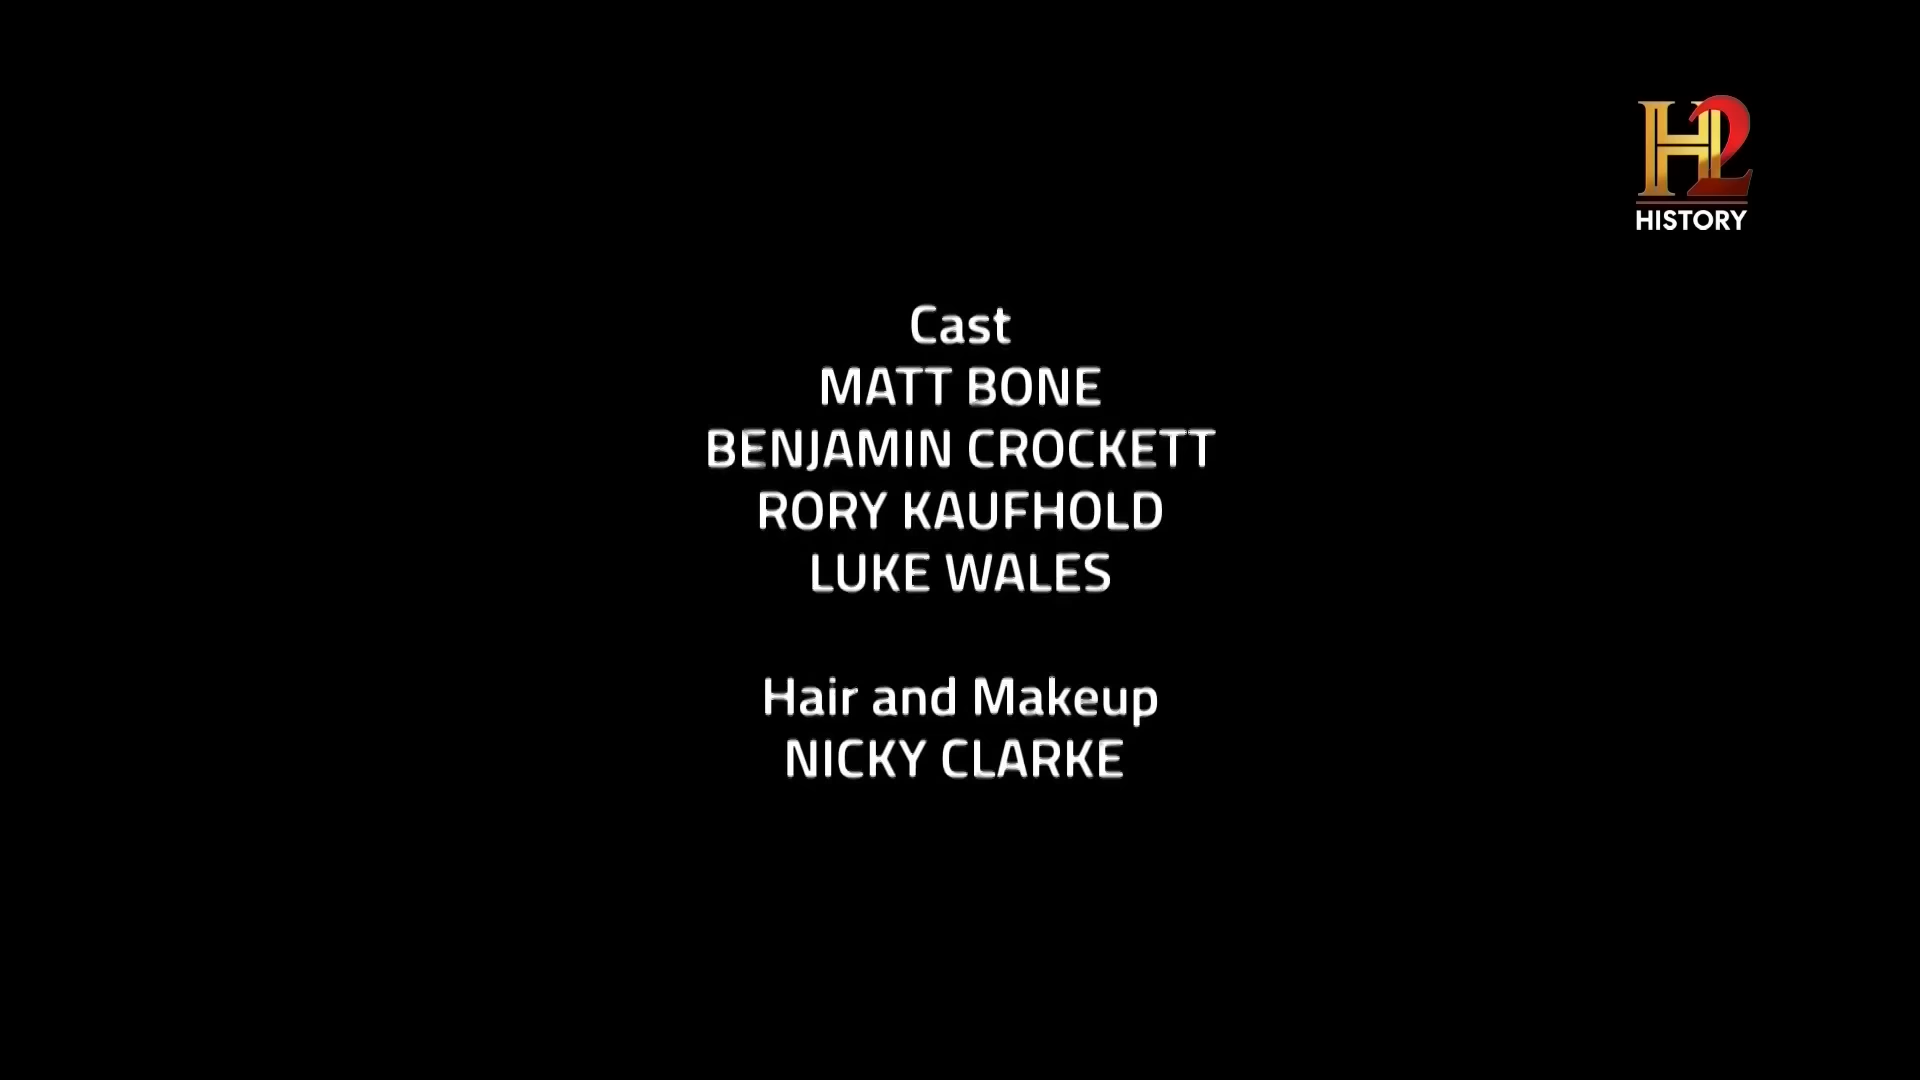 H2
HISTORY
Cast
MATT BONE
BENJAMIN CROCKETT
RORY KAUFHOLD
LUKE WALES
Hair and Makeup
NICKY CLARKE